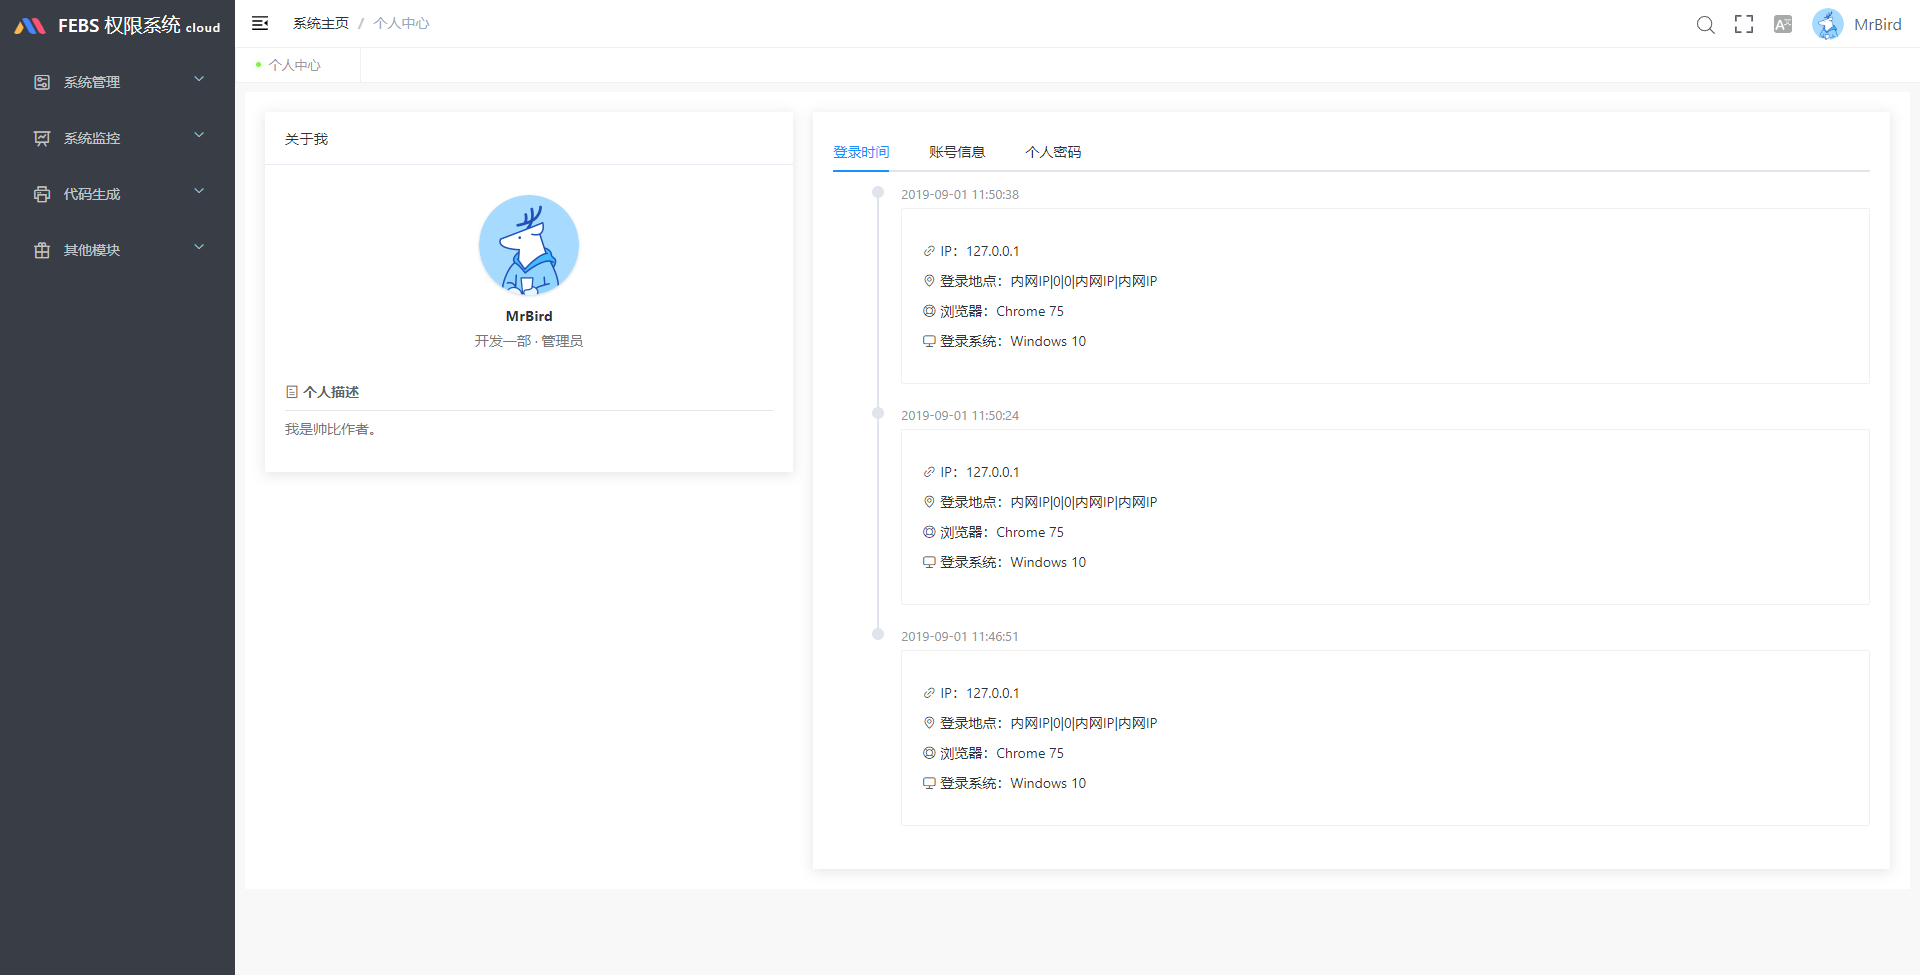 FEBS 权限系统 cloud
系统管理
系统监控
代码生成
其他模块
系统主页 / 个人中心
MrBird
个人中心
关于我
MrBird
开发一部 · 管理员
个人描述
我是帅比作者。
登录时间 账号信息 个人密码
2019-09-01 11:50:38
IP：127.0.0.1
登录地点：内网IP|0|0|内网IP|内网IP
浏览器：Chrome 75
登录系统：Windows 10
2019-09-01 11:50:24
IP：127.0.0.1
登录地点：内网IP|0|0|内网IP|内网IP
浏览器：Chrome 75
登录系统：Windows 10
2019-09-01 11:46:51
IP：127.0.0.1
登录地点：内网IP|0|0|内网IP|内网IP
浏览器：Chrome 75
登录系统：Windows 10